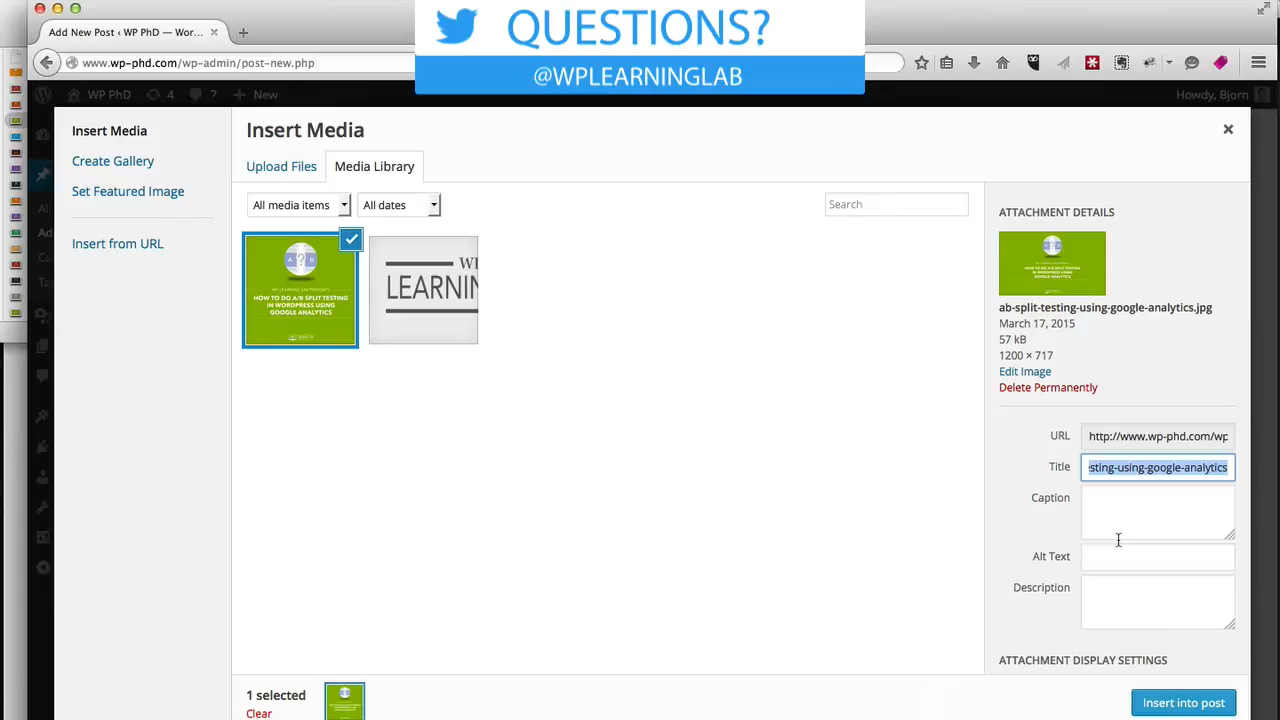 QUESTIONS?
@WPLEARNINGLAB
Add New Post ‹ WP PhD — Wor...
www.wp-phd.com/wp-admin/post-new.php
WP PhD
4
7
New
Howdy, Bjorn
Insert Media
Create Gallery
Set Featured Image
Insert from URL
Insert Media
Upload Files
Media Library
All media items
All dates
Search
A ? B
HOW TO DO A/B SPLIT TESTING
IN WORDPRESS USING
GOOGLE ANALYTICS
LEARNIN
ATTACHMENT DETAILS
ab-split-testing-using-google-analytics.jpg
March 17, 2015
57 kB
1200 × 717
Edit Image
Delete Permanently
URL
http://www.wp-phd.com/wp
Title
sting-using-google-analytics
Caption
Alt Text
Description
ATTACHMENT DISPLAY SETTINGS
1 selected
Clear
Insert into post